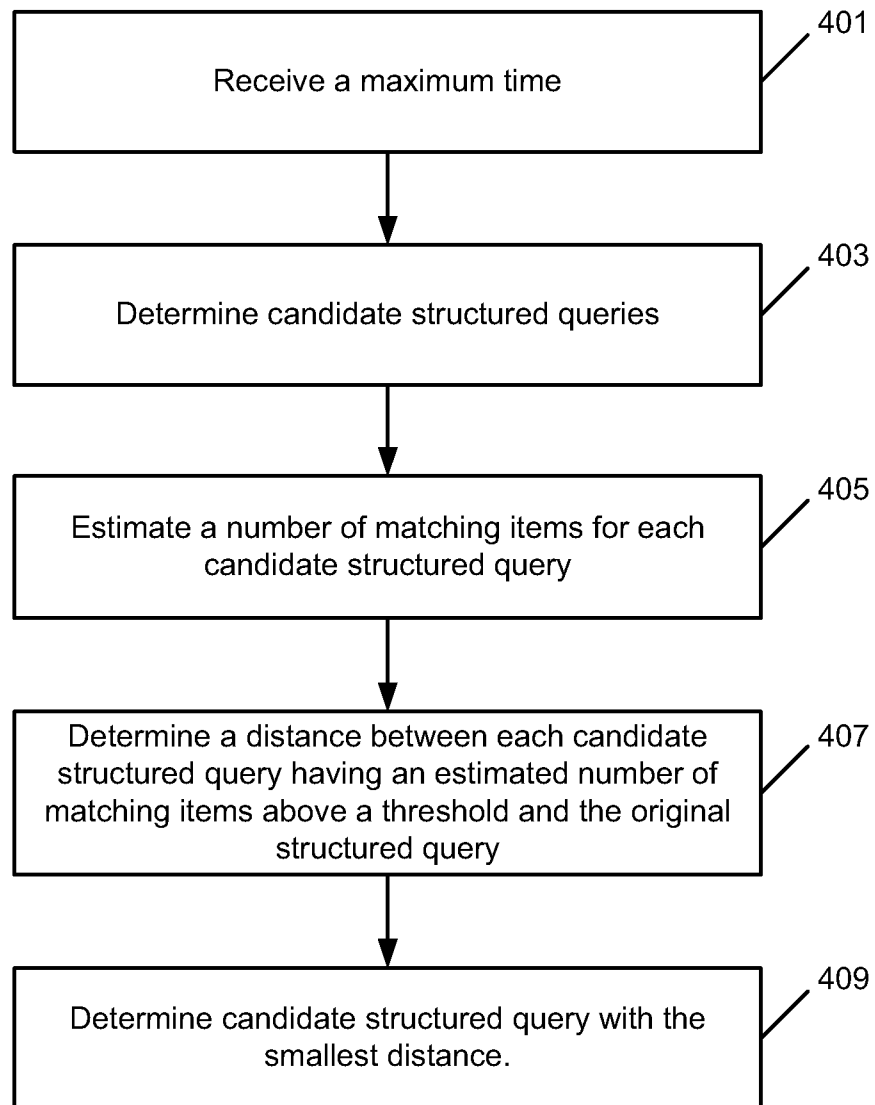 401
Receive a maximum time
403
Determine candidate structured queries
405
Estimate a number of matching items for each
candidate structured query
407
Determine a distance between each candidate
structured query having an estimated number of
matching items above a threshold and the original
structured query
409
Determine candidate structured query with the
smallest distance.